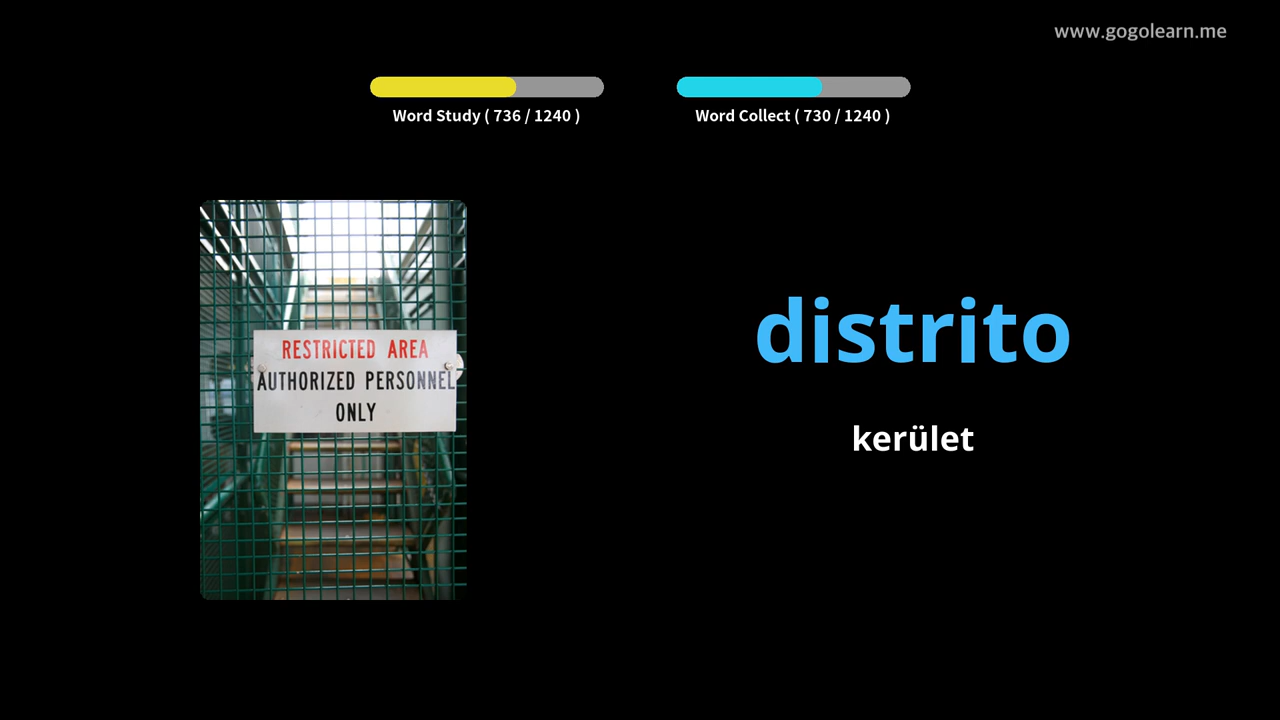 www.gogolearn.me
Word Study ( 736 / 1240 )
Word Collect ( 730 / 1240 )
RESTRICTED AREA
AUTHORIZED PERSONNEL
ONLY
distrito
kerület